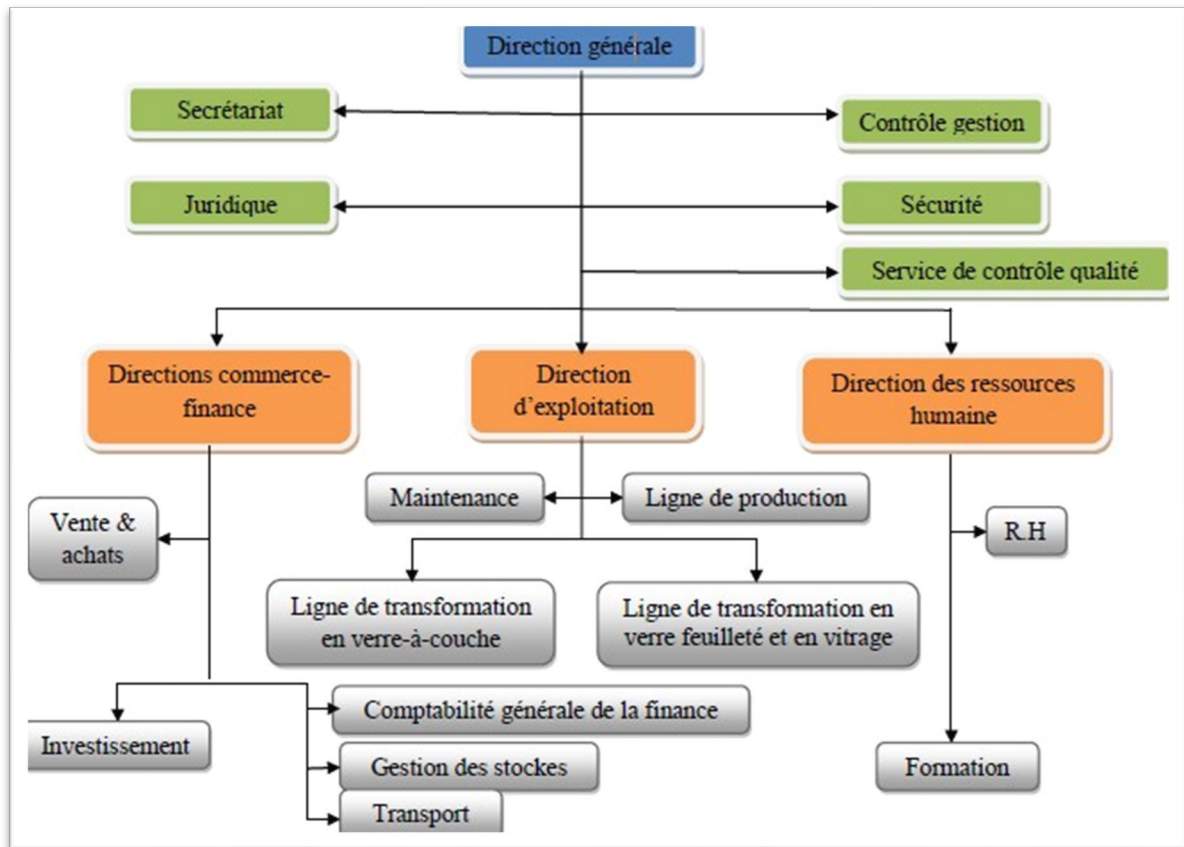 Direction générale
Secrétariat
Contrôle gestion
Juridique
Sécurité
Service de contrôle qualité
Directions commerce-
finance
Direction
d’exploitation
Direction des ressources
humaine
Maintenance
Ligne de production
Vente &
achats
R.H
Ligne de transformation
en verre-à-couche
Ligne de transformation en
verre feuilleté et en vitrage
Comptabilité générale de la finance
Investissement
Gestion des stockes
Formation
Transport